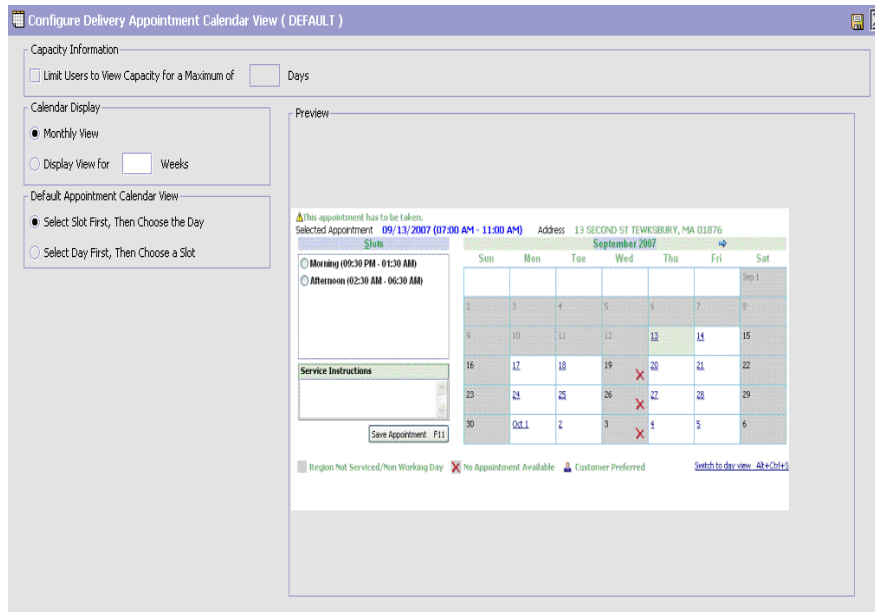 Configure Delivery Appointment Calendar View ( DEFAULT )
Capacity Information
Limit Users to View Capacity for a Maximum of Days
Calendar Display
Monthly View
Display View for Weeks
Default Appointment Calendar View
Select Slot First, Then Choose the Day
Select Day First, Then Choose a Slot
Preview
This appointment has to be taken.
Selected Appointment 09/13/2007 (07:00 AM - 11:00 AM) Address 13 SECOND ST TEWKSBURY, MA 01876
Slots
Morning (09:30 PM - 01:30 AM)
Afternoon (02:30 AM - 06:30 AM)
Service Instructions
Save Appointment F11
September 2007
Sun Mon Tue Wed Thu Fri Sat
Sep 1
2 3 4 5 6 7 8
9 10 11 12 13 14 15
16 17 18 19 20 21 22
23 24 25 26 27 28 29
30 Oct 1 2 3 4 5 6
Region Not Serviced/Non Working Day No Appointment Available Customer Preferred Switch to day view Alt+Ctrl+S